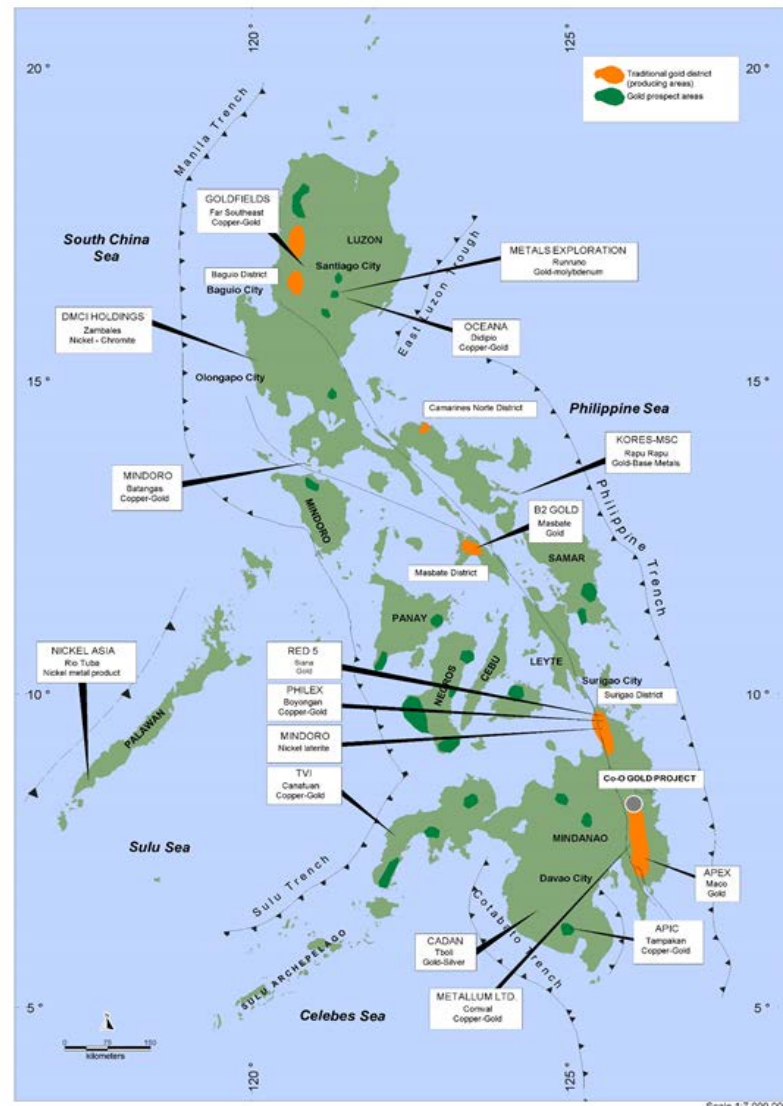 120 °
125 °
20 °
20 °
Traditional gold district
(producing areas)
Gold prospect areas
Manila Trench
GOLDFIELDS
Far Southeast
Copper-Gold
LUZON
South China
Sea
East Luzon Trough
METALS EXPLORATION
Runruno
Gold-molybdenum
Santiago City
Baguio District
Baguio City
DMCI HOLDINGS
Zambales
Nickel - Chromite
OCEANA
Didipio
Copper-Gold
15 °
15 °
Olongapo City
Philippine Sea
Camarines Norte District
KORES-MSC
Rapu Rapu
Gold-Base Metals
MINDORO
Batangas
Copper-Gold
MINDORO
B2 GOLD
Masbate
Gold
Philippine Trench
SAMAR
Masbate District
PANAY
NICKEL ASIA
Rio Tuba
Nickel metal product
RED 5
Siana
Gold
NEGROS
CEBU
LEYTE
Surigao City
10 °
10 °
PHILEX
Boyongan
Copper-Gold
Surigao District
PALAWAN
MINDORO
Nickel laterite
TVI
Canatuan
Copper-Gold
Co-O GOLD PROJECT
Sulu Sea
MINDANAO
Sulu Trench
Davao City
APEX
Maco
Gold
Cotabato Trench
CADAN
Tboli
Gold-Silver
APIC
Tampakan
Copper-Gold
SULU ARCHEPELAGO
METALLUM LTD.
Comval
Copper-Gold
5 °
5 °
Celebes Sea
0 75 150
kilometers
120 °
125 °